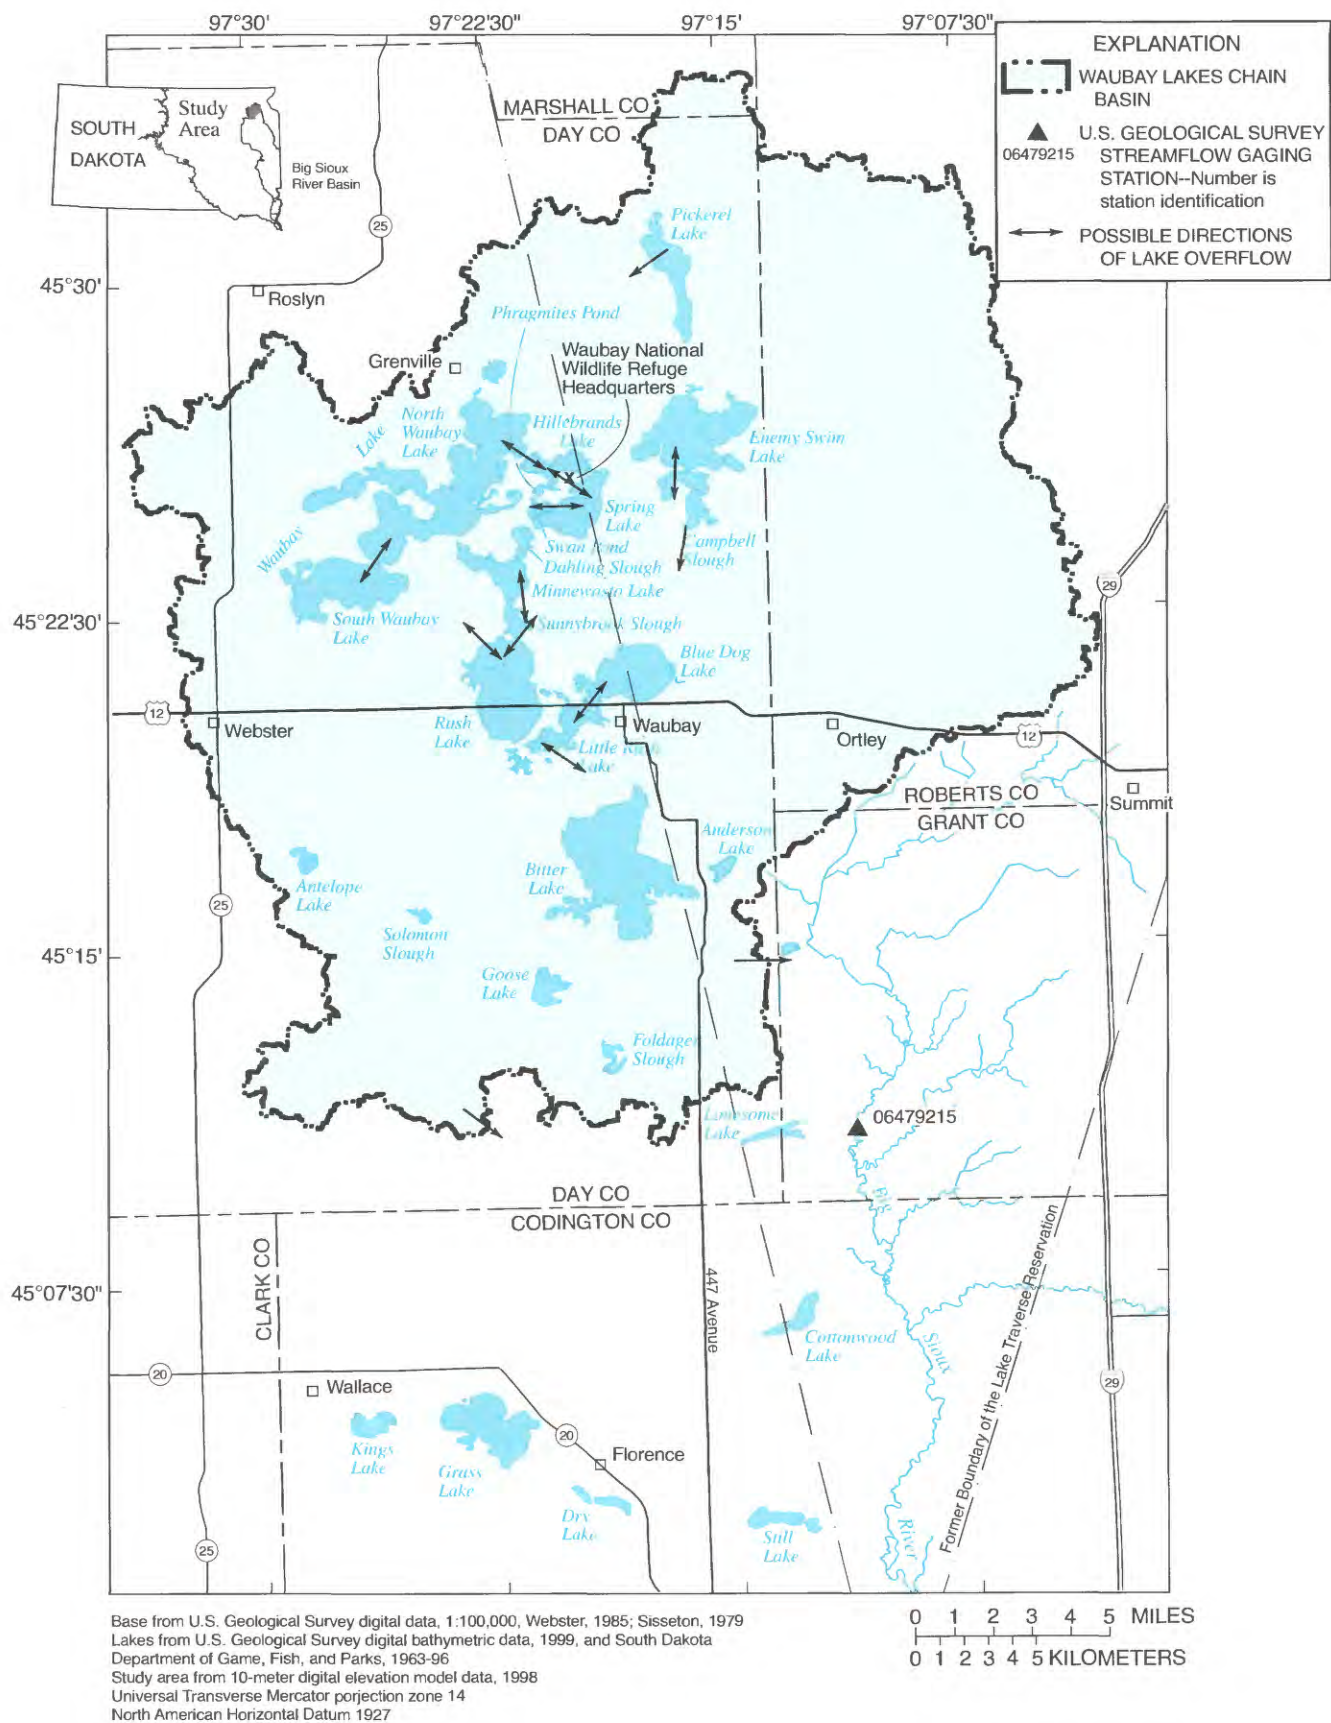 97°30'
97°22'30"
97°15'
97°07'30"
EXPLANATION
WAUBAY LAKES CHAIN
BASIN
06479215
U.S. GEOLOGICAL SURVEY
STREAMFLOW GAGING
STATION--Number is
station identification
POSSIBLE DIRECTIONS
OF LAKE OVERFLOW
SOUTH
DAKOTA
Study
Area
Big Sioux
River Basin
MARSHALL CO
DAY CO
25
Pickerel
Lake
45°30'
Roslyn
Phragmites Pond
Grenville
Waubay National
Wildlife Refuge
Headquarters
North
Waubay
Lake
Hillebrands
Lake
Enemy Swim
Lake
Waubay Lake
X
Spring
Lake
Swan Pond
Dahling Slough
Campbell
Slough
29
Minnewasta Lake
45°22'30"
South Waubay
Lake
Sunnybrook Slough
Blue Dog
Lake
12
Webster
Rush
Lake
Waubay
Little Rush
Lake
Ortley
12
Summit
ROBERTS CO
GRANT CO
Anderson
Lake
Bitter
Lake
Antelope
Lake
25
Solomon
Slough
45°15'
Goose
Lake
Foldager
Slough
Lonesome
Lake
06479215
Big
DAY CO
CODINGTON CO
CLARK CO
447 Avenue
Former Boundary of the Lake Traverse Reservation
45°07'30"
Cottonwood
Lake
Sioux
20
Wallace
29
Kings
Lake
Grass
Lake
20
Florence
Dry
Lake
Still
Lake
River
25
0 1 2 3 4 5 MILES
0 1 2 3 4 5 KILOMETERS
Base from U.S. Geological Survey digital data, 1:100,000, Webster, 1985; Sisseton, 1979
Lakes from U.S. Geological Survey digital bathymetric data, 1999, and South Dakota
Department of Game, Fish, and Parks, 1963-96
Study area from 10-meter digital elevation model data, 1998
Universal Transverse Mercator porjection zone 14
North American Horizontal Datum 1927